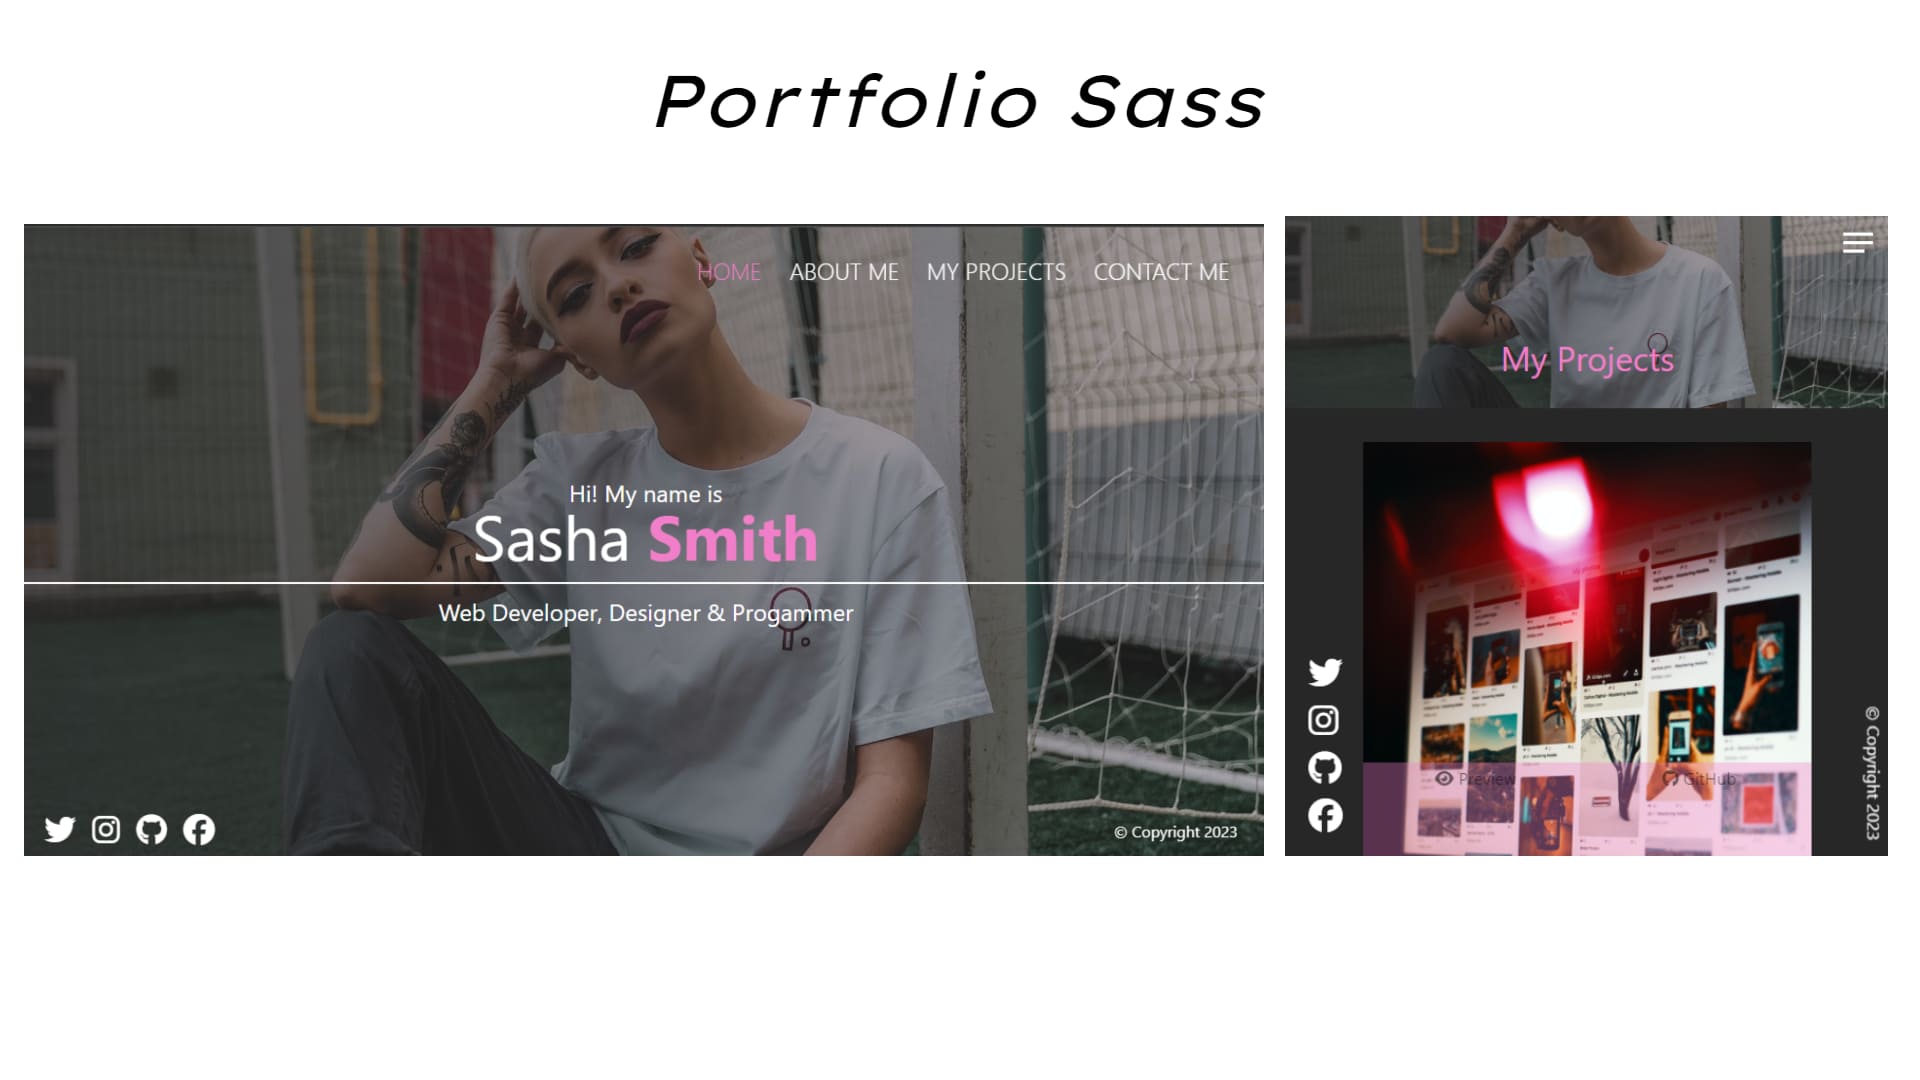 Portfolio Sass
HOME ABOUT ME MY PROJECTS CONTACT ME
Hi! My name is
Sasha Smith
Web Developer, Designer & Progammer
© Copyright 2023
My Projects
Preview GitHub
© Copyright 2023